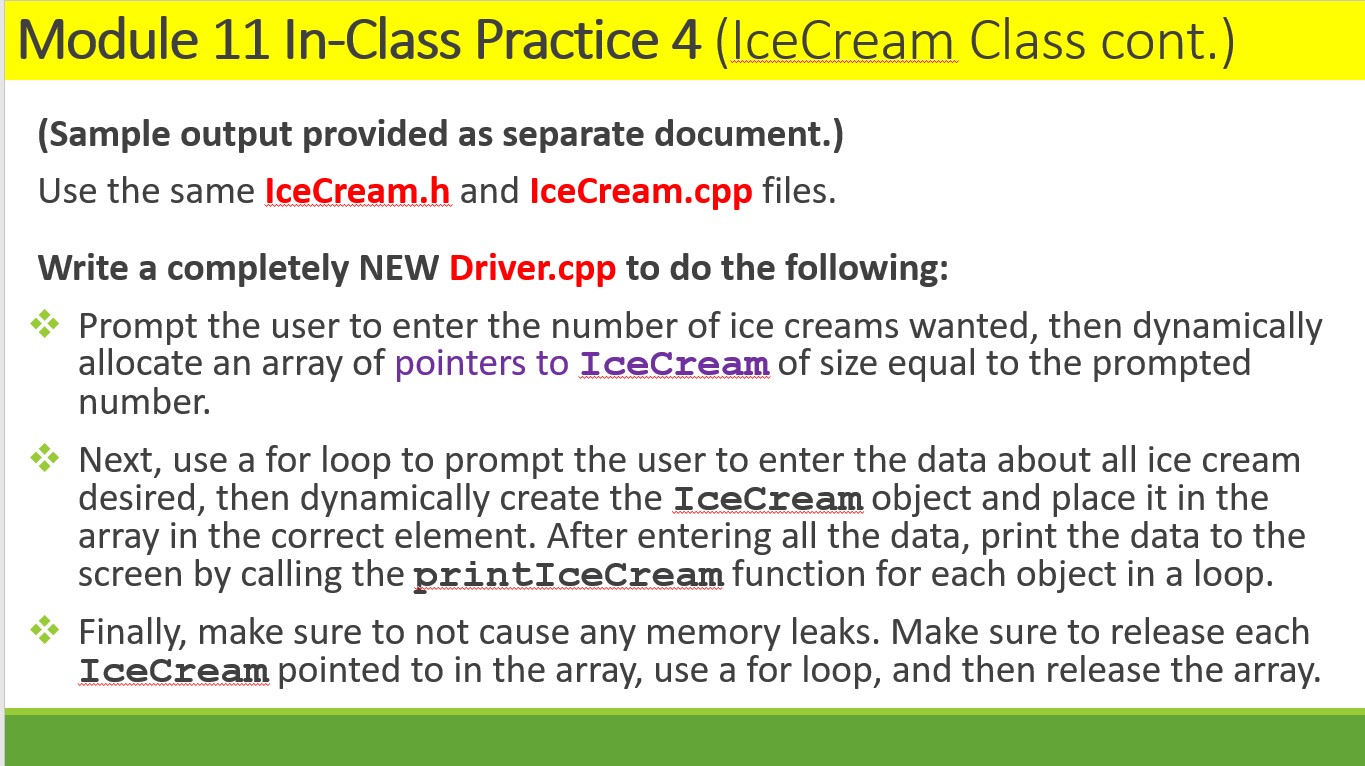 Module 11 In-Class Practice 4 (IceCream Class cont.)
(Sample output provided as separate document.)
Use the same IceCream.h and IceCream.cpp files.
Write a completely NEW Driver.cpp to do the following:
Prompt the user to enter the number of ice creams wanted, then dynamically
allocate an array of pointers to IceCream of size equal to the prompted
number.
Next, use a for loop to prompt the user to enter the data about all ice cream
desired, then dynamically create the IceCream object and place it in the
array in the correct element. After entering all the data, print the data to the
screen by calling the printIceCream function for each object in a loop.
Finally, make sure to not cause any memory leaks. Make sure to release each
IceCream pointed to in the array, use a for loop, and then release the array.